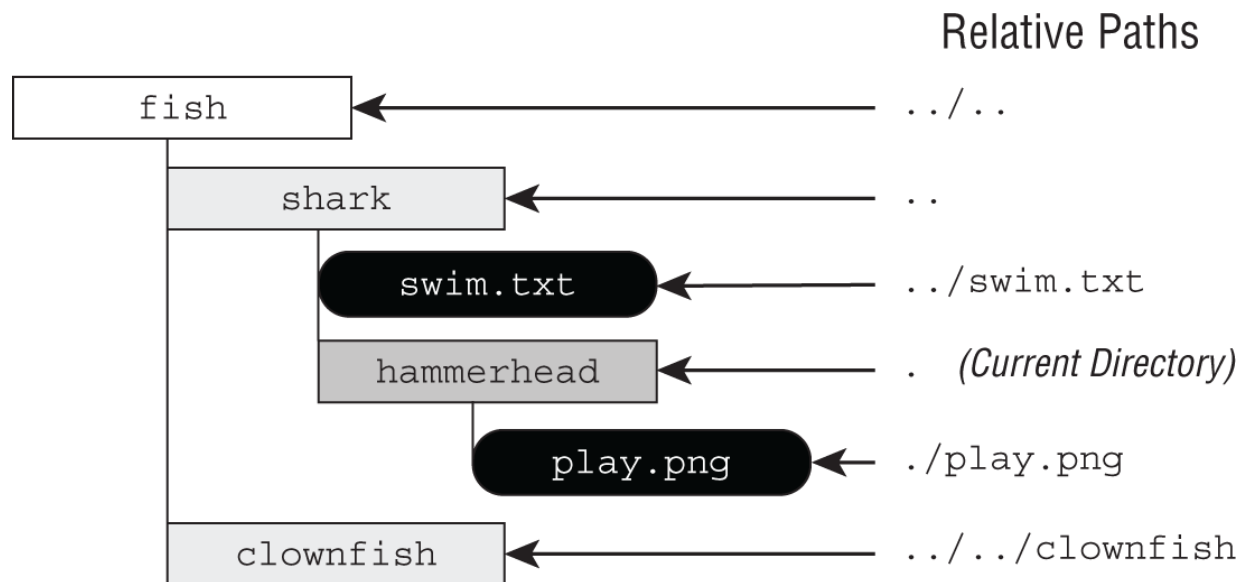 Relative Paths
fish ../..
shark ..
swim.txt ../swim.txt
hammerhead . (Current Directory)
play.png ./play.png
clownfish ../../clownfish